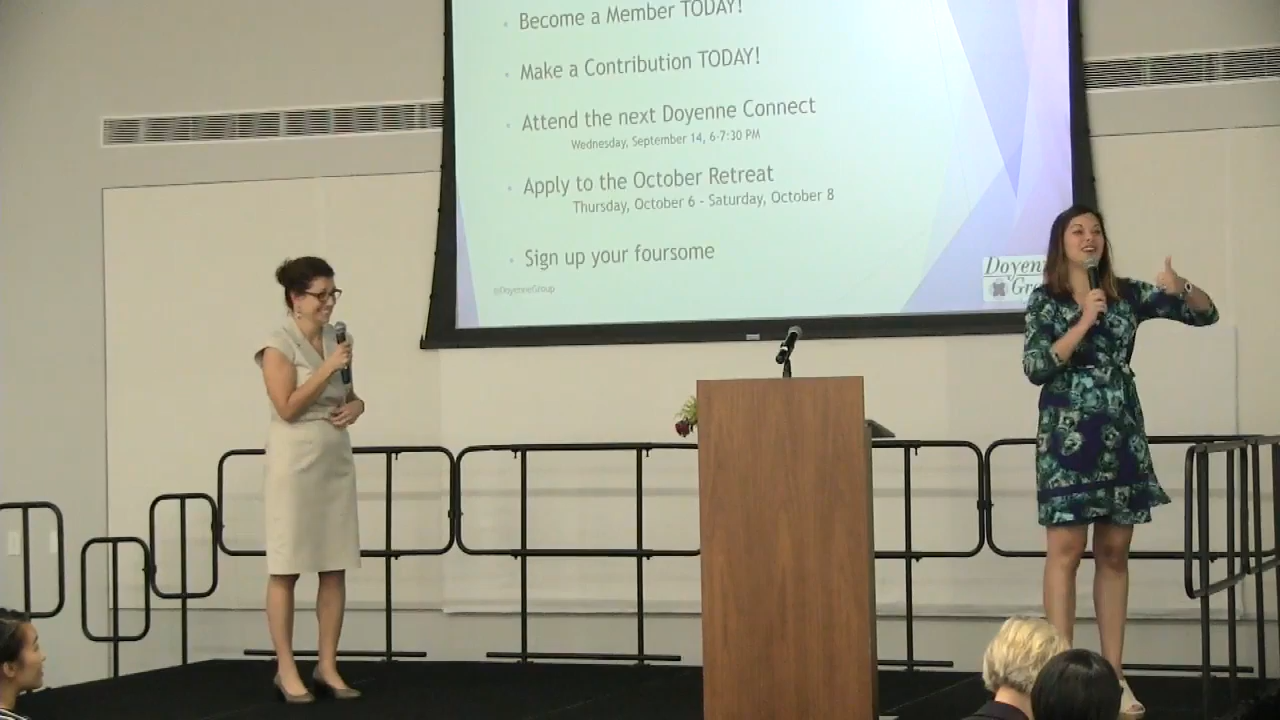 Become a Member TODAY!
Make a Contribution TODAY!
Attend the next Doyenne Connect
Wednesday, September 14, 6-7:30 PM
Apply to the October Retreat
Thursday, October 6 - Saturday, October 8
Sign up your foursome
@DoyenneGroup